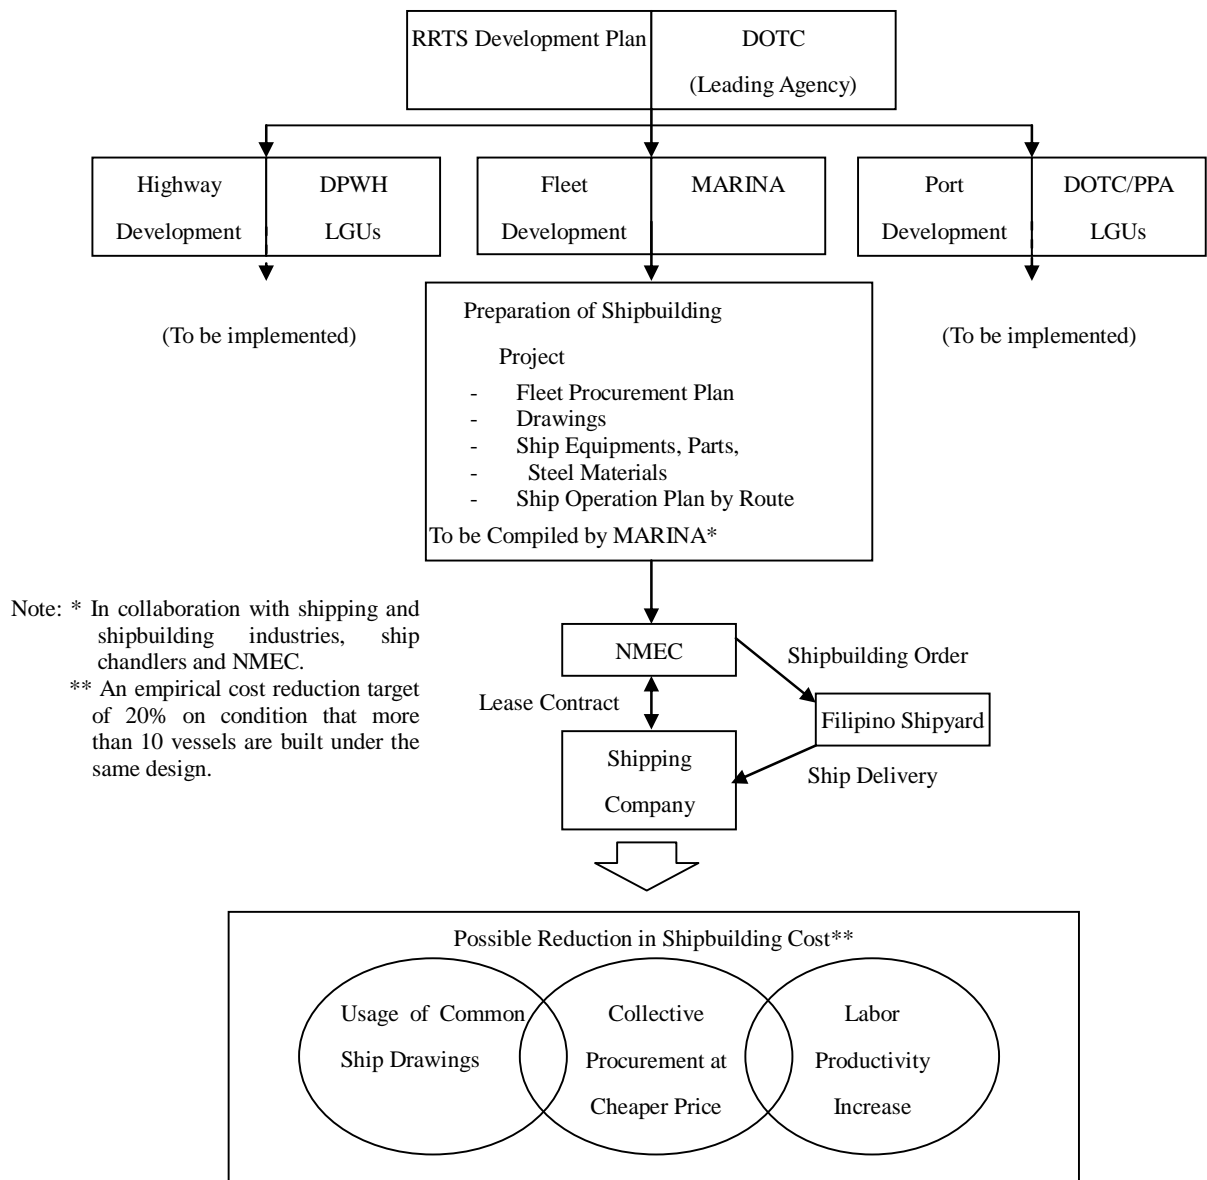 RRTS Development Plan
DOTC
(Leading Agency)
Highway
Development
DPWH
LGUs
Fleet
Development
MARINA
Port
Development
DOTC/PPA
LGUs
(To be implemented)
Preparation of Shipbuilding
Project
- Fleet Procurement Plan
- Drawings
- Ship Equipments, Parts,
- Steel Materials
- Ship Operation Plan by Route
To be Compiled by MARINA*
(To be implemented)
Note: * In collaboration with shipping and
shipbuilding industries, ship
chandlers and NMEC.
** An empirical cost reduction target
of 20% on condition that more
than 10 vessels are built under the
same design.
NMEC
Shipbuilding Order
Lease Contract
Filipino Shipyard
Shipping
Company
Ship Delivery
Possible Reduction in Shipbuilding Cost**
Usage of Common
Ship Drawings
Collective
Procurement at
Cheaper Price
Labor
Productivity
Increase